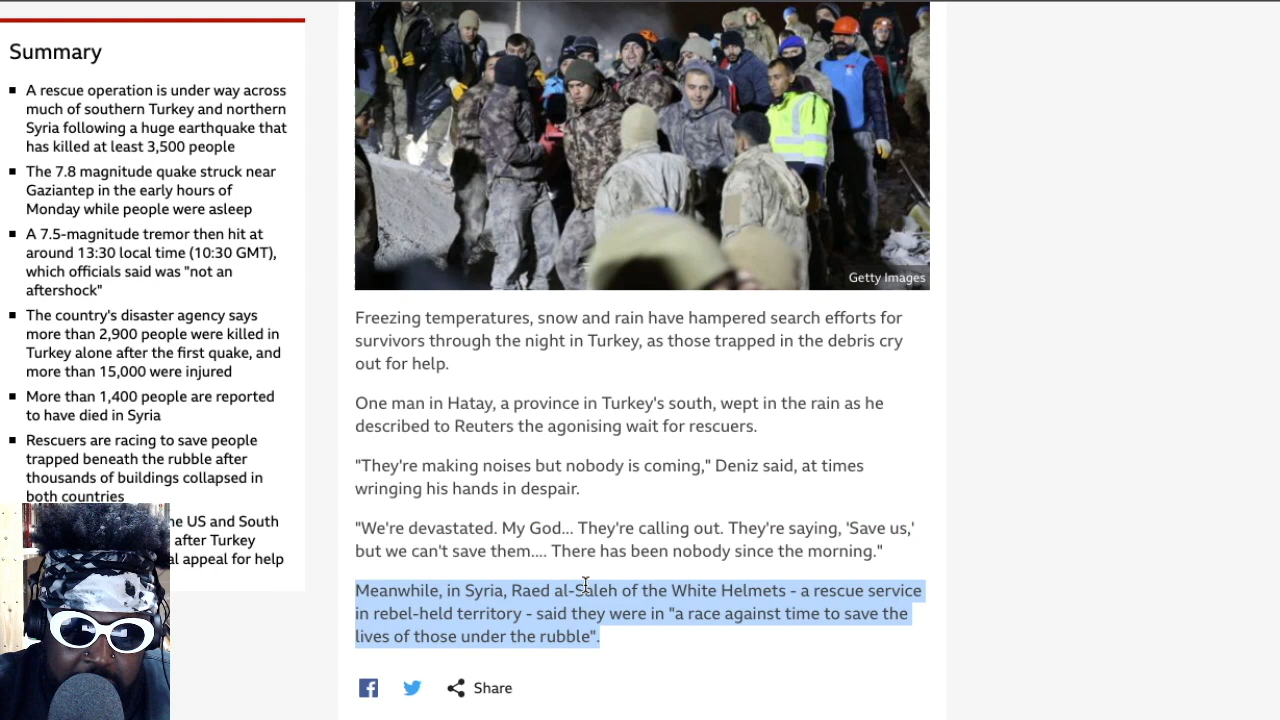 Summary
A rescue operation is under way across
much of southern Turkey and northern
Syria following a huge earthquake that
has killed at least 3,500 people
The 7.8 magnitude quake struck near
Gaziantep in the early hours of
Monday while people were asleep
A 7.5-magnitude tremor then hit at
around 13:30 local time (10:30 GMT),
which officials said was "not an
aftershock"
The country's disaster agency says
more than 2,900 people were killed in
Turkey alone after the first quake, and
more than 15,000 were injured
More than 1,400 people are reported
to have died in Syria
Rescuers are racing to save people
trapped beneath the rubble after
thousands of buildings collapsed in
both countries
he US and South
after Turkey
al appeal for help
Getty Images
Freezing temperatures, snow and rain have hampered search efforts for
survivors through the night in Turkey, as those trapped in the debris cry
out for help.
One man in Hatay, a province in Turkey's south, wept in the rain as he
described to Reuters the agonising wait for rescuers.
"They're making noises but nobody is coming," Deniz said, at times
wringing his hands in despair.
"We're devastated. My God... They're calling out. They're saying, 'Save us,'
but we can't save them.... There has been nobody since the morning."
Meanwhile, in Syria, Raed al-Saleh of the White Helmets - a rescue service
in rebel-held territory - said they were in "a race against time to save the
lives of those under the rubble".
Share